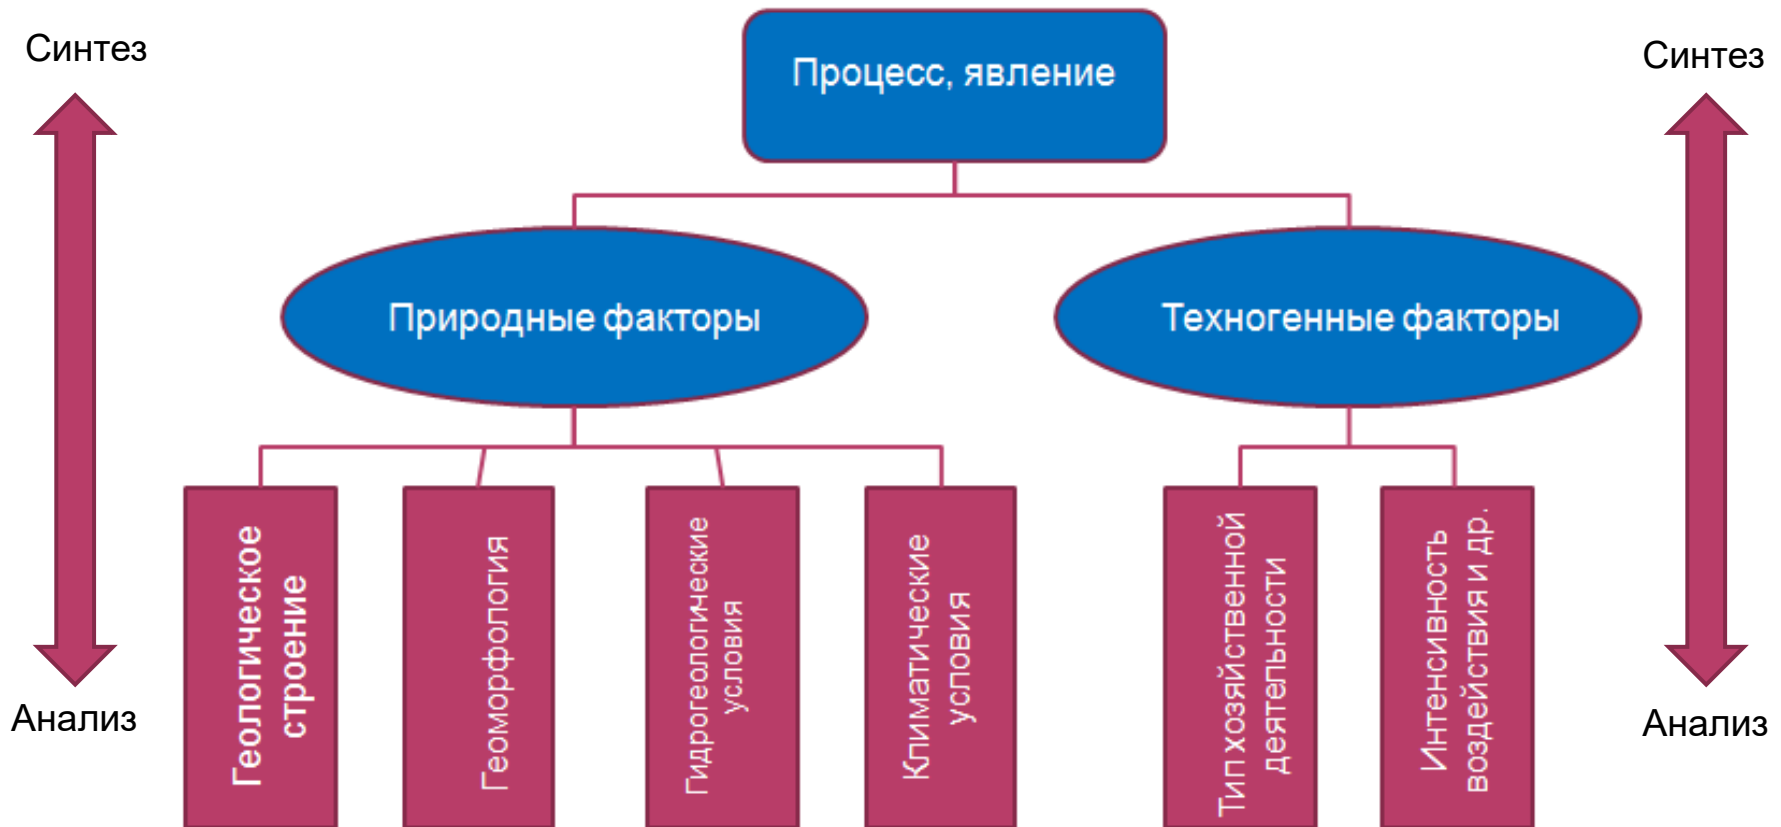 Синтез
Синтез
Процесс, явление
Природные факторы
Техногенные факторы
Геологическое
строение
Геоморфология
Гидрогеологические
условия
Климатические
условия
Тип хозяйственной
деятельности
Интенсивность
воздействия и др.
Анализ
Анализ